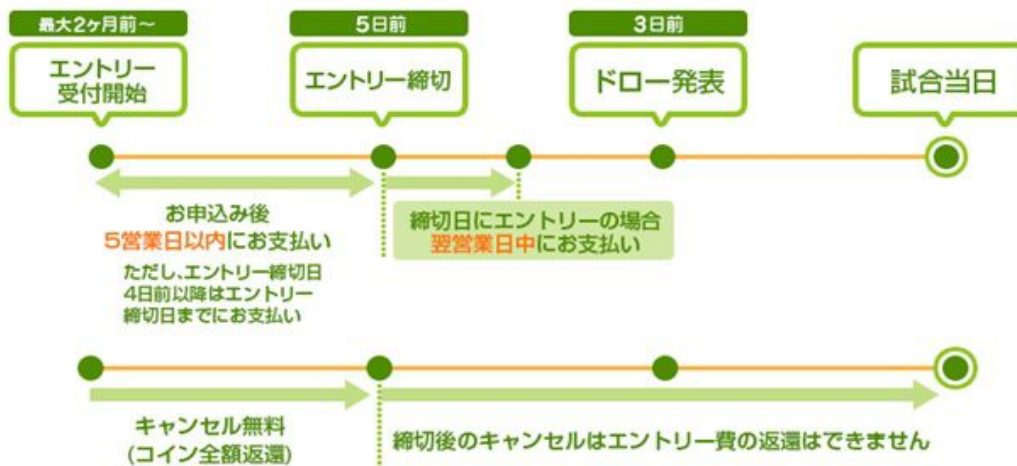 最大2ヶ月前～
5日前
3日前
エントリー
受付開始
エントリー締切
ドロー発表
試合当日
お申込み後
5営業日以内にお支払い
ただし、エントリー締切日
4日前以降はエントリー
締切日までにお支払い
締切日にエントリーの場合
翌営業日中にお支払い
キャンセル無料
(コイン全額返還)
締切後のキャンセルはエントリー費の返還はできません